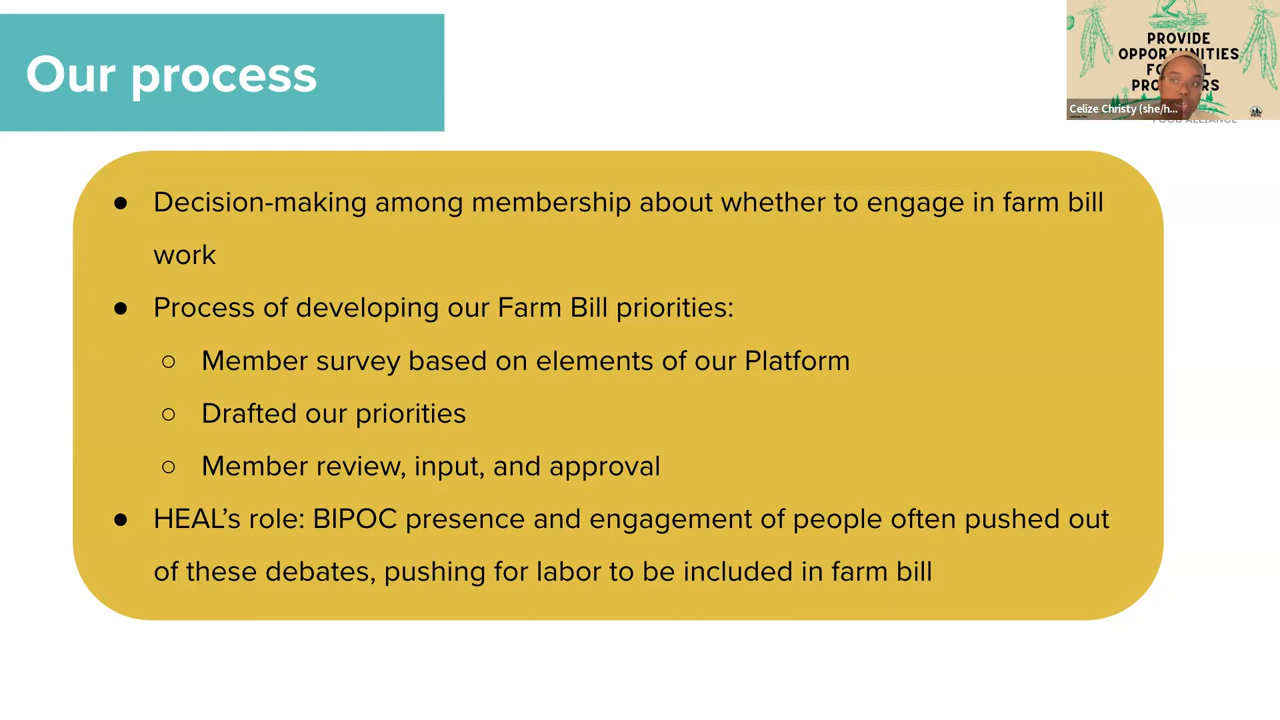 Our process
PROVIDE
OPPORTUNITIES
Celize Christy (she/h...
FOOD ALLIANCE
● Decision-making among membership about whether to engage in farm bill
work
● Process of developing our Farm Bill priorities:
○ Member survey based on elements of our Platform
○ Drafted our priorities
○ Member review, input, and approval
● HEAL’s role: BIPOC presence and engagement of people often pushed out
of these debates, pushing for labor to be included in farm bill